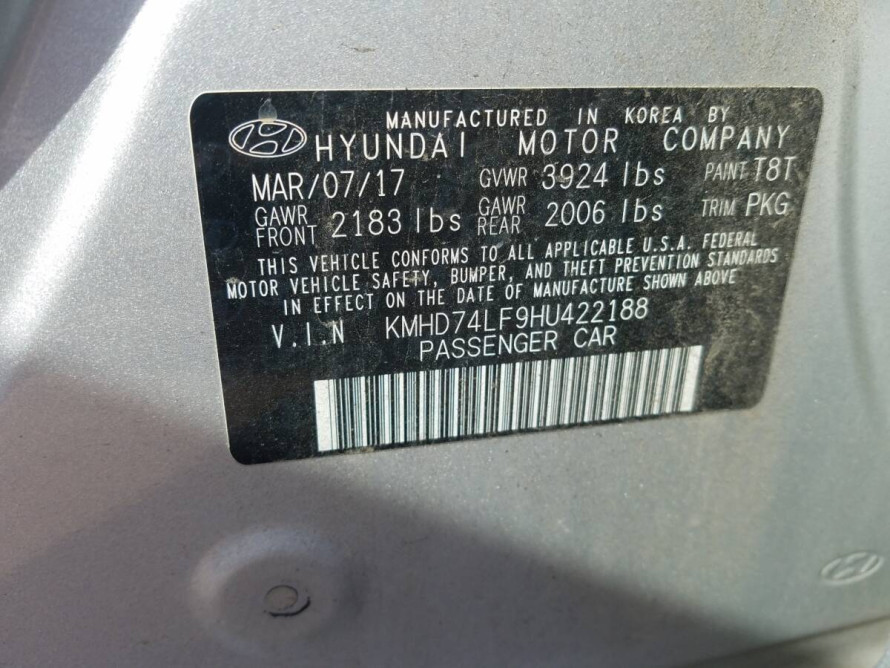 MANUFACTURED IN KOREA BY
HYUNDAI MOTOR COMPANY
MAR/07/17 GVWR 3924 lbs PAINT T8T
GAWR FRONT 2183 lbs GAWR REAR 2006 lbs TRIM PKG
THIS VEHICLE CONFORMS TO ALL APPLICABLE U.S.A. FEDERAL
MOTOR VEHICLE SAFETY, BUMPER, AND THEFT PREVENTION STANDARDS
IN EFFECT ON THE DATE OF MANUFACTURE SHOWN ABOVE
V.I.N KMHD74LF9HU422188
PASSENGER CAR